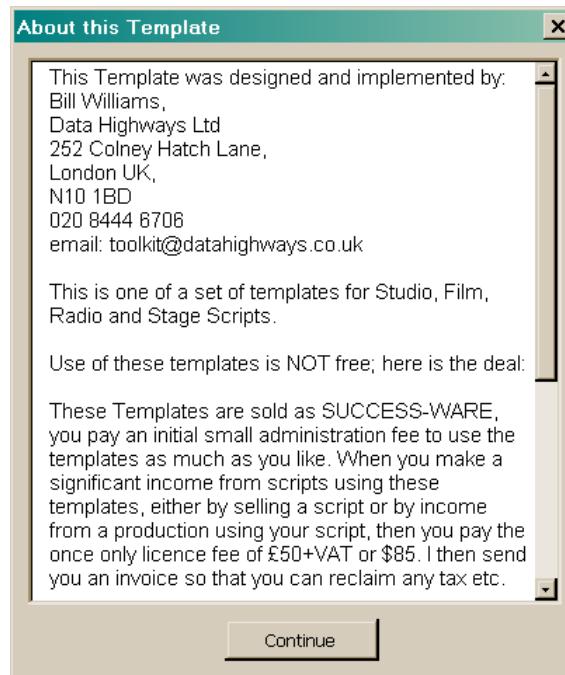 About this Template
This Template was designed and implemented by:
Bill Williams,
Data Highways Ltd
252 Colney Hatch Lane,
London UK,
N10 1BD
020 8444 6706
email: toolkit@datahighways.co.uk
This is one of a set of templates for Studio, Film,
Radio and Stage Scripts.
Use of these templates is NOT free; here is the deal:
These Templates are sold as SUCCESS-WARE,
you pay an initial small administration fee to use the
templates as much as you like. When you make a
significant income from scripts using these
templates, either by selling a script or by income
from a production using your script, then you pay the
once only licence fee of £50+VAT or $85. I then send
you an invoice so that you can reclaim any tax etc.
Continue